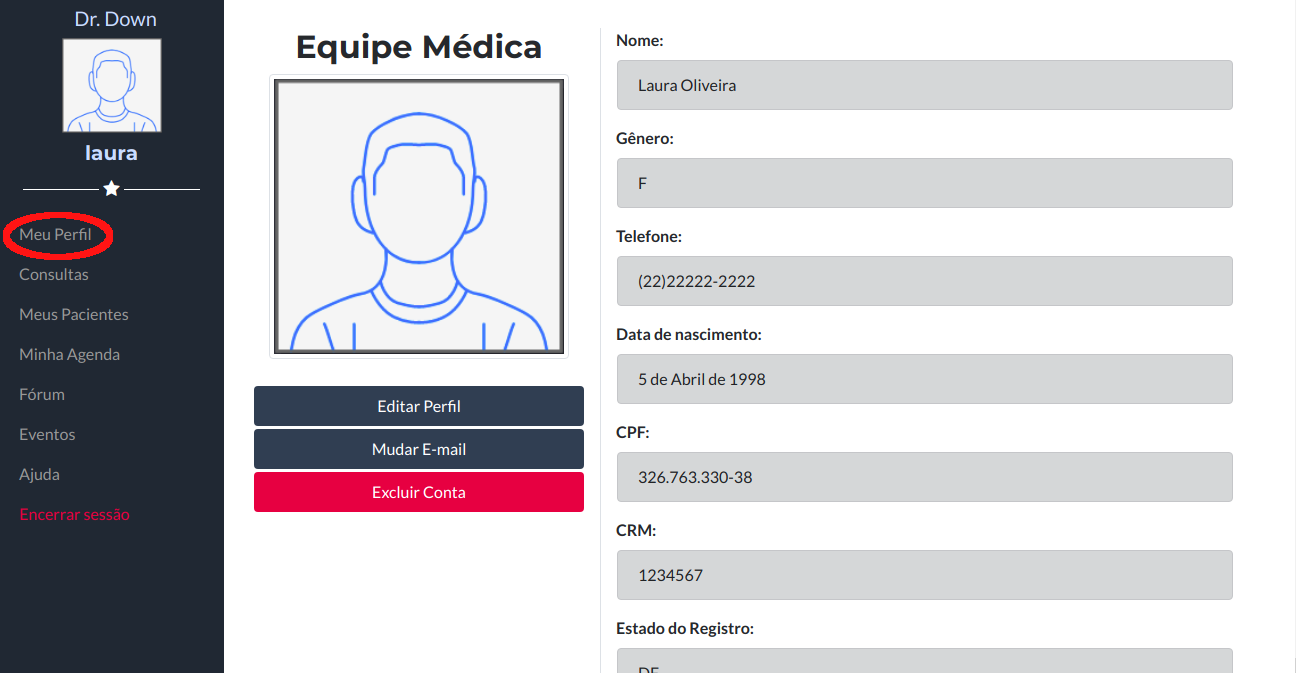 Dr. Down
laura
Meu Perfil
Consultas
Meus Pacientes
Minha Agenda
Fórum
Eventos
Ajuda
Encerrar sessão
Equipe Médica
Editar Perfil
Mudar E-mail
Excluir Conta
Nome:
Laura Oliveira
Gênero:
F
Telefone:
(22)22222-2222
Data de nascimento:
5 de Abril de 1998
CPF:
326.763.330-38
CRM:
1234567
Estado do Registro: